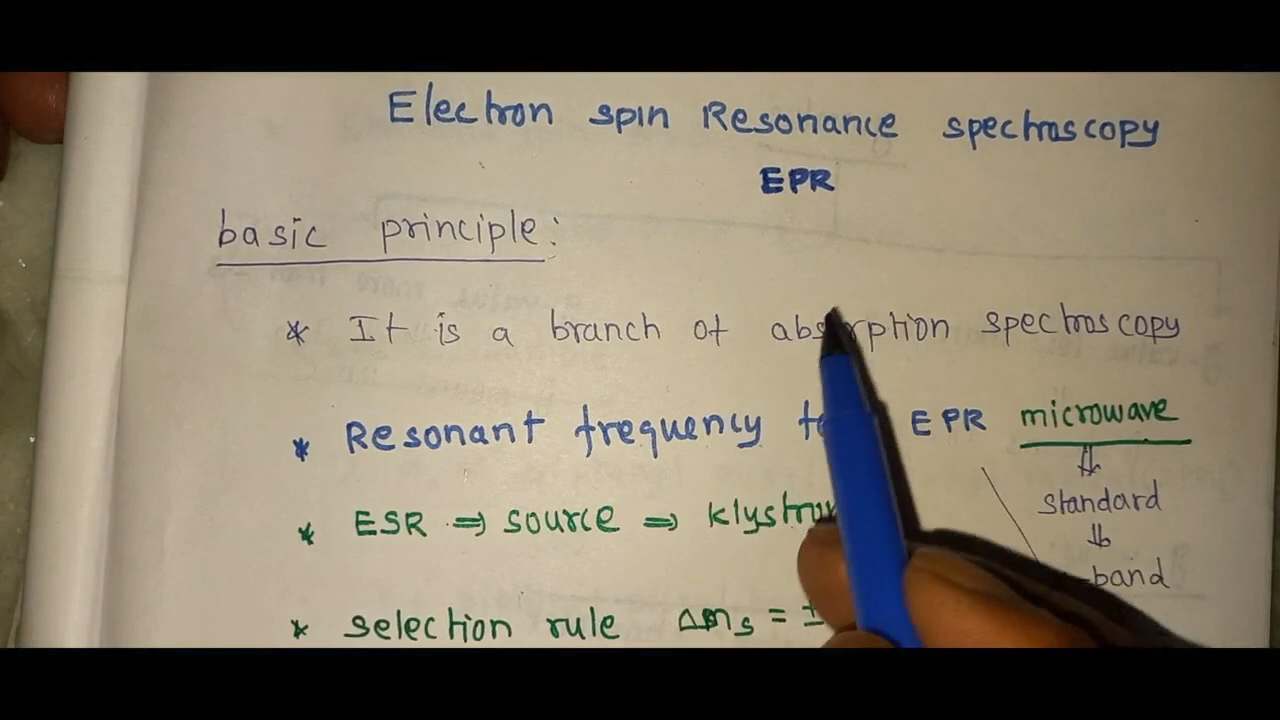 Electron spin Resonance spectroscopy
EPR
basic principle:
* It is a branch of absorption spectroscopy
* Resonant frequency EPR microwave
⇓
standard
⇓
band
* ESR ⇒ source ⇒
* selection rule Δms = ±